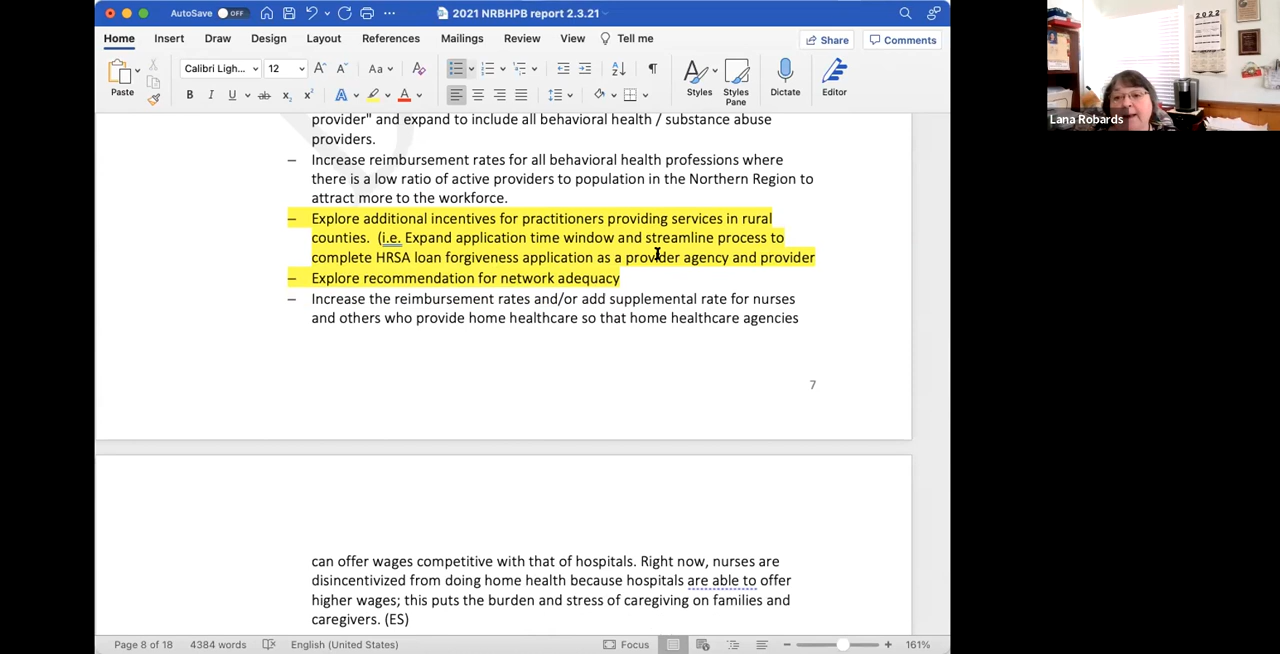 AutoSave OFF
2021 NRBHPB report 2.3.21
Home Insert Draw Design Layout References Mailings Review View Tell me
Share Comments
Paste
Calibri Ligh... 12
Styles Styles Pane Dictate Editor
provider" and expand to include all behavioral health / substance abuse
providers.
– Increase reimbursement rates for all behavioral health professions where
there is a low ratio of active providers to population in the Northern Region to
attract more to the workforce.
– Explore additional incentives for practitioners providing services in rural
counties. (i.e. Expand application time window and streamline process to
complete HRSA loan forgiveness application as a provider agency and provider
– Explore recommendation for network adequacy
– Increase the reimbursement rates and/or add supplemental rate for nurses
and others who provide home healthcare so that home healthcare agencies
7
can offer wages competitive with that of hospitals. Right now, nurses are
disincentivized from doing home health because hospitals are able to offer
higher wages; this puts the burden and stress of caregiving on families and
caregivers. (ES)
Page 8 of 18 4384 words English (United States) Focus 161%
2022
Lana Robards